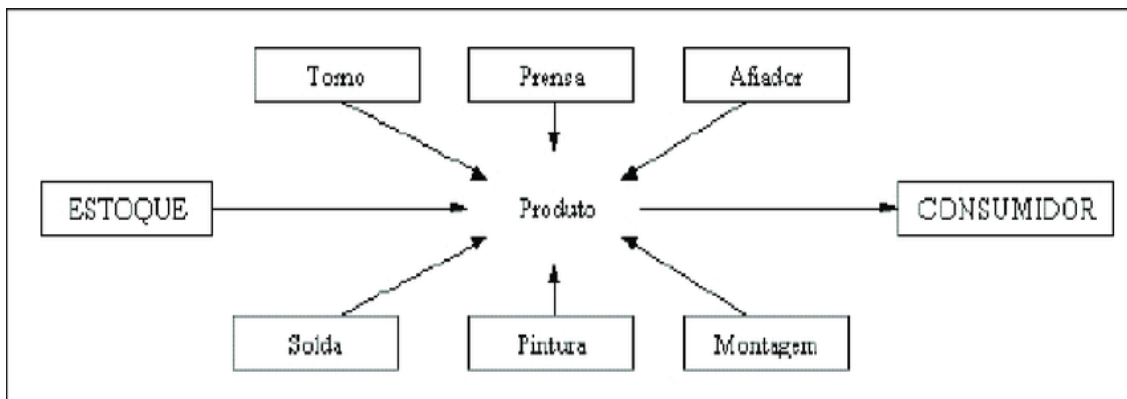 Torno
Prensa
Afiador
ESTOQUE
Produto
CONSUMIDOR
Solda
Pintura
Montagem